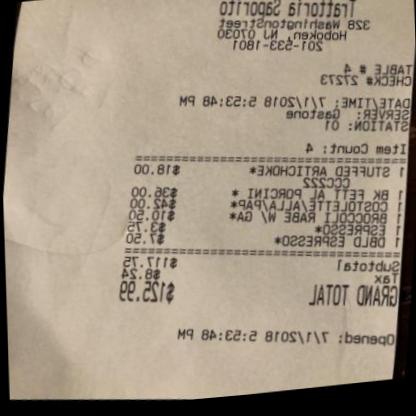 Trattoria Saporito
328 WashingtonStreet
Hoboken, NJ 07030
201-533-1801
TABLE # 4
CHECK# 27273
DATE/TIME: 7/1/2018 5:53:48 PM
SERVER: Gastone
STATION: 01
Item Count: 4
1 STUFFED ARTICHOKE* $18.00
CCC222
1 BK FETT AL PORCINI * $36.00
1 COSTOLETTE/ALLA/PAP* $42.00
1 BROCCOLI RABE W/ GA* $10.50
1 ESPRESSO* $3.75
1 DBLD ESPRESSO* $7.50
Subtotal $117.75
Tax $8.24
GRAND TOTAL $125.99
Opened: 7/1/2018 5:53:48 PM